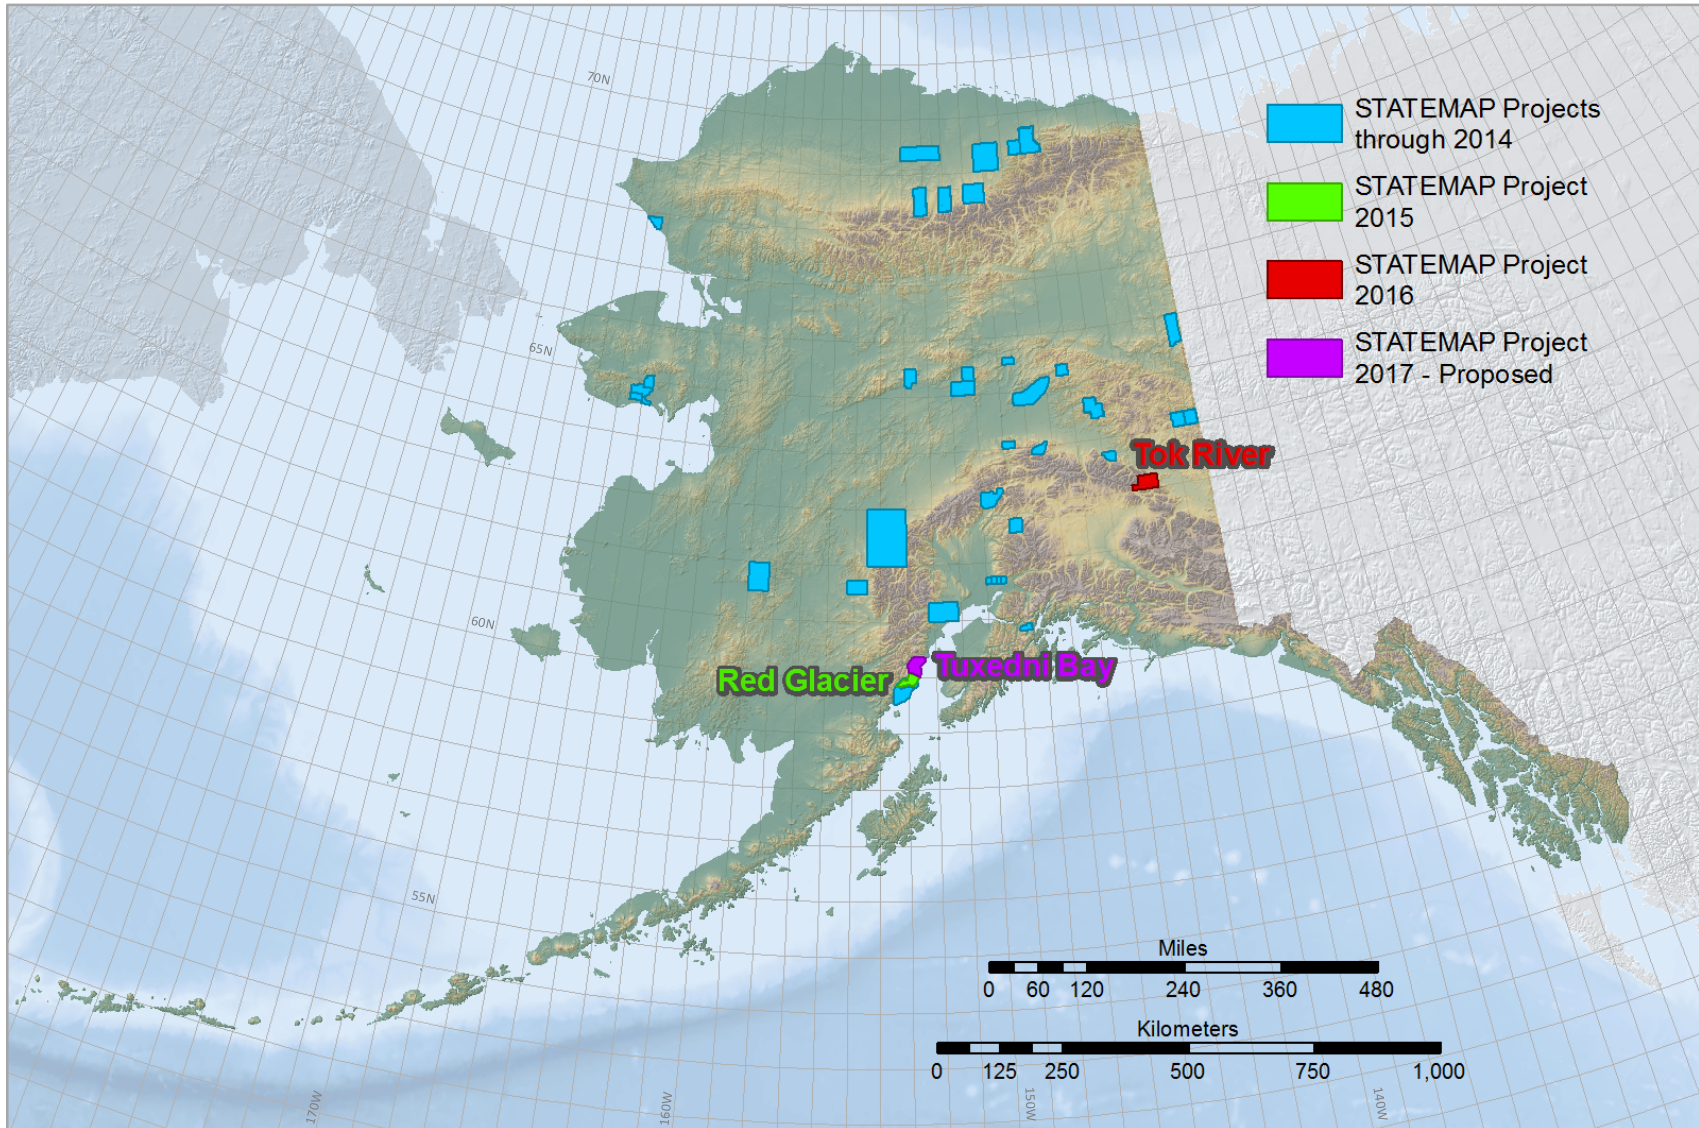 70N
STATEMAP Projects
through 2014
STATEMAP Project
2015
STATEMAP Project
2016
65N
STATEMAP Project
2017 - Proposed
Tok River
60N
Tuxedni Bay
Red Glacier
55N
Miles
0 60 120 240 360 480
Kilometers
0 125 250 500 750 1,000
170W
160W
150W
140W